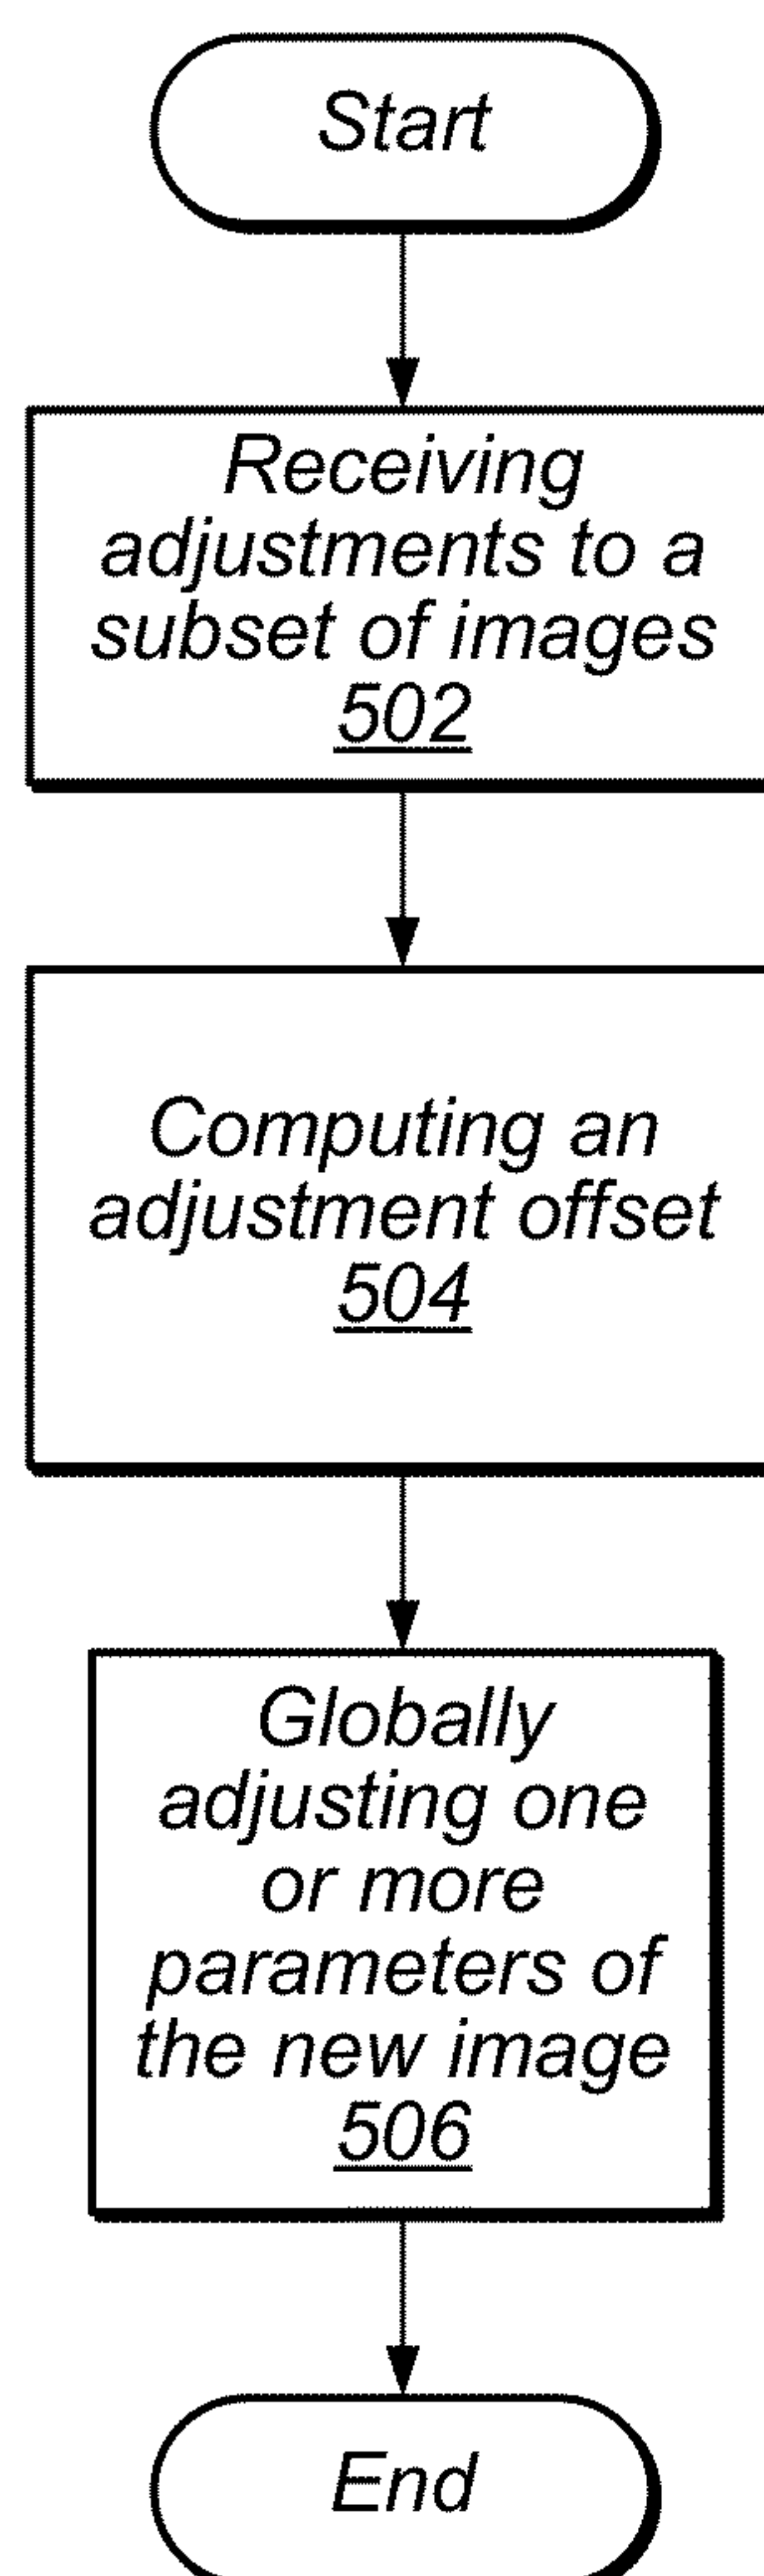 Start
Receiving
adjustments to a
subset of images
502
Computing an
adjustment offset
504
Globally
adjusting one
or more
parameters of
the new image
506
End